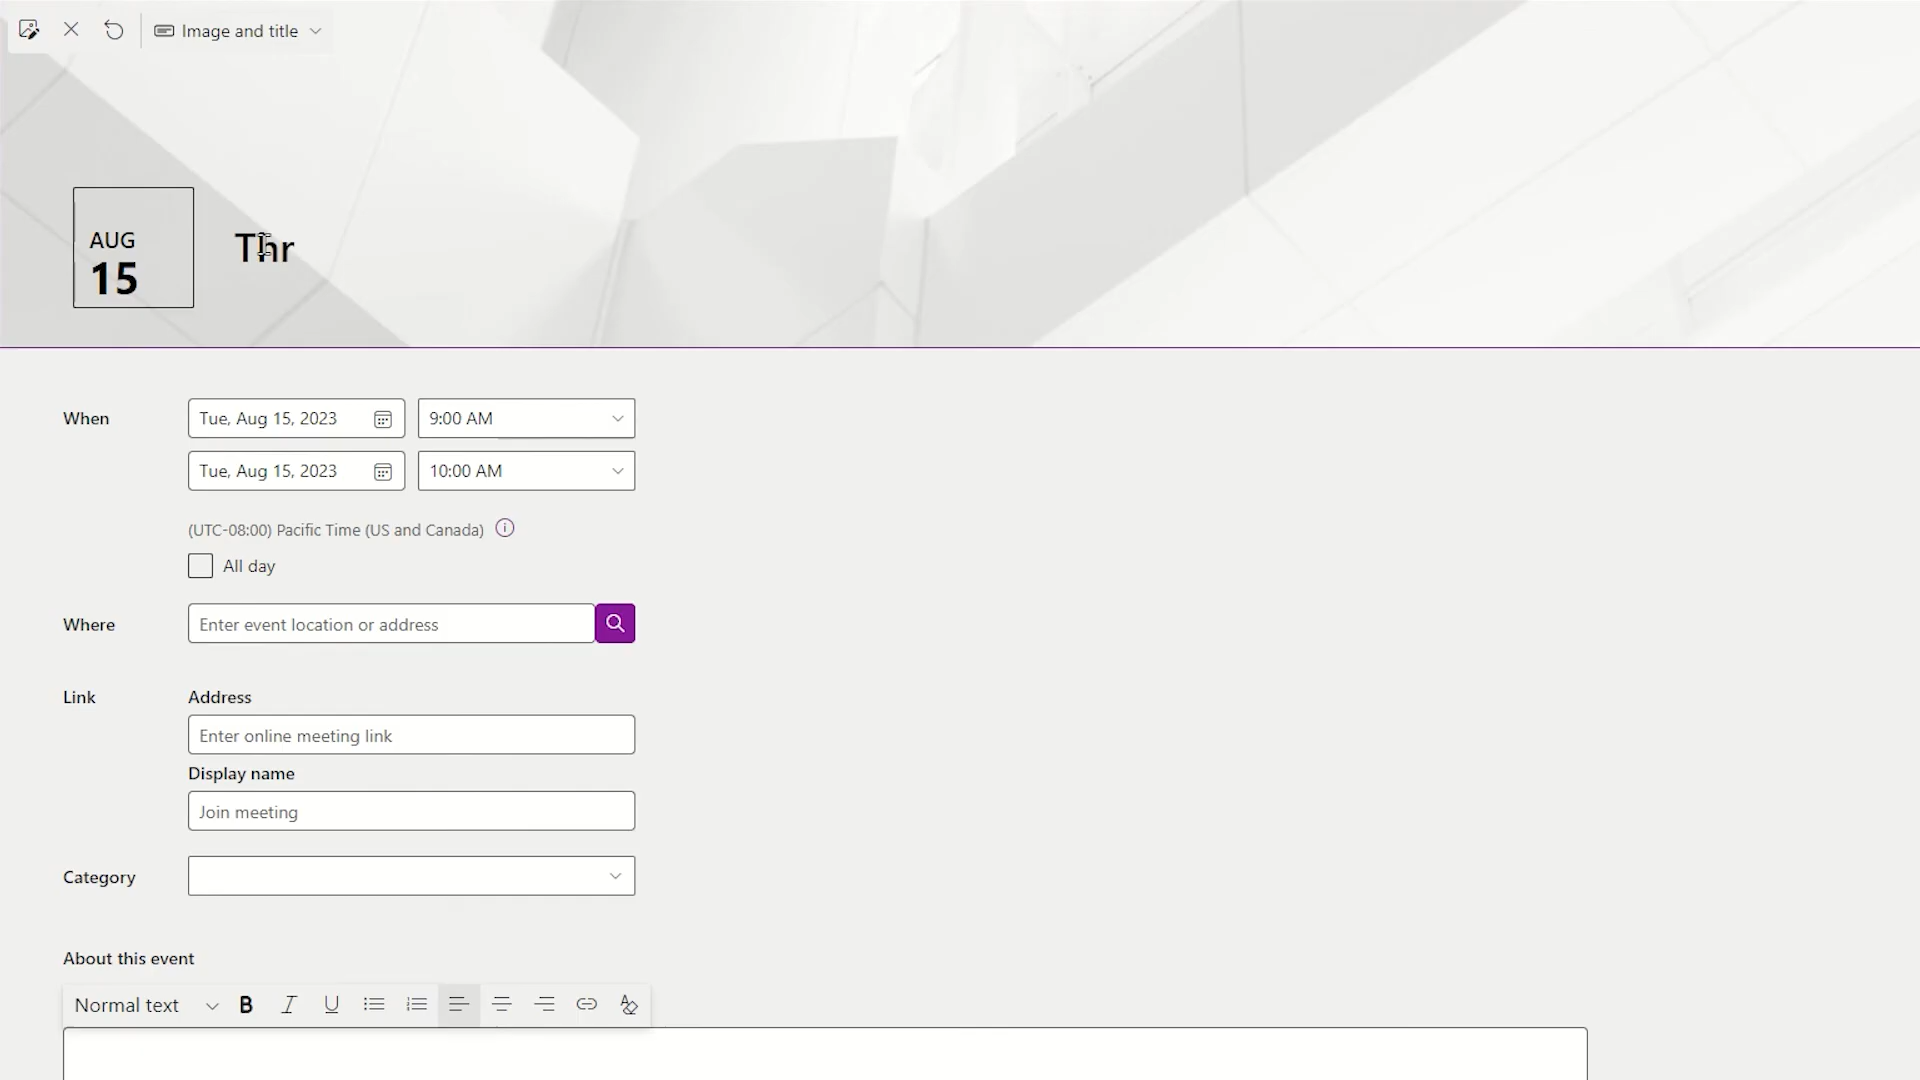 Image and title
AUG
15
Thr
When
Tue, Aug 15, 2023
9:00 AM
Tue, Aug 15, 2023
10:00 AM
(UTC-08:00) Pacific Time (US and Canada)
All day
Where
Enter event location or address
Link
Address
Enter online meeting link
Display name
Join meeting
Category
About this event
Normal text
B
I
U